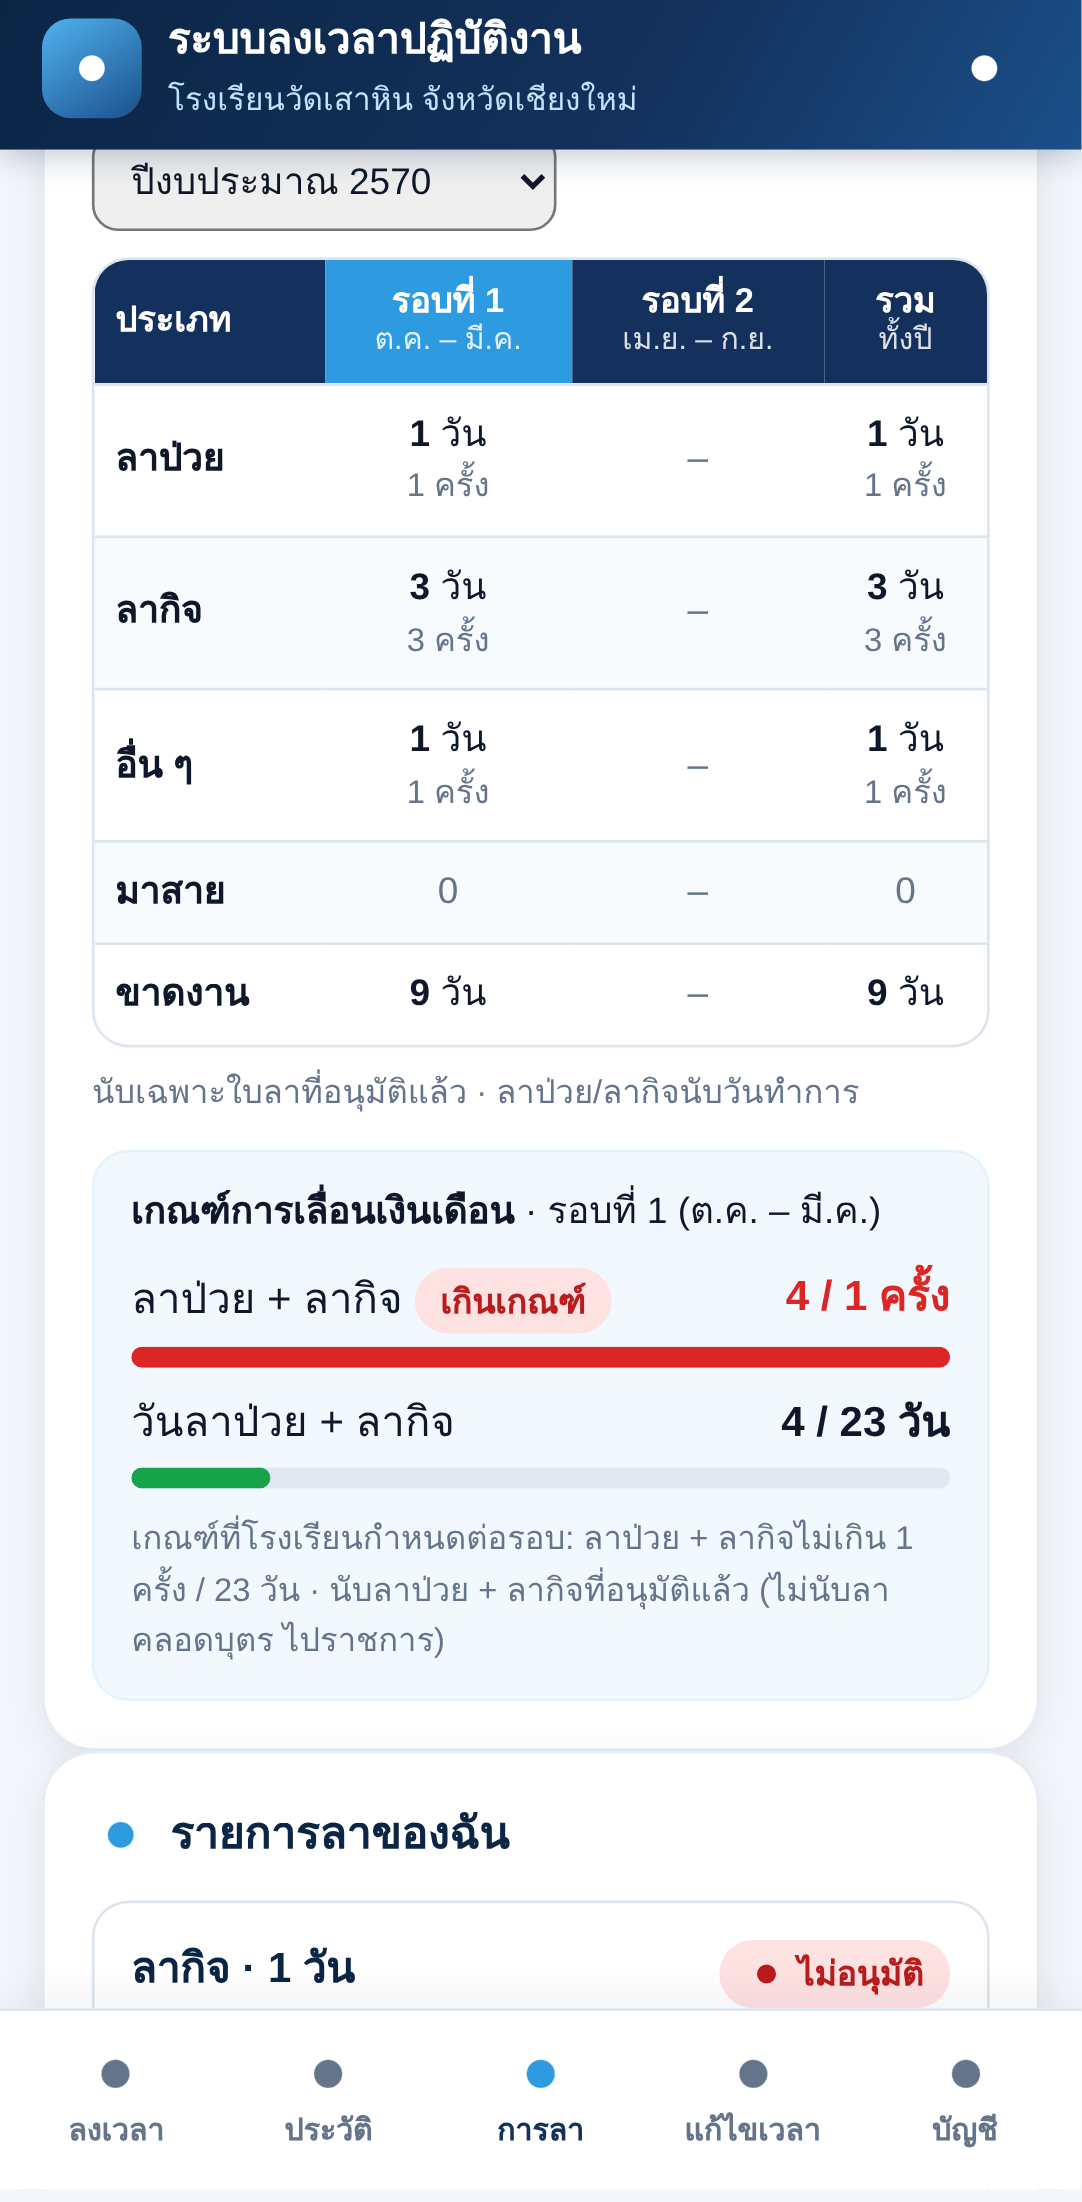 ระบบลงเวลาปฏิบัติงาน
โรงเรียนวัดเสาหิน จังหวัดเชียงใหม่
ปีงบประมาณ 2570
ประเภท
รอบที่ 1
ต.ค. – มี.ค.
รอบที่ 2
เม.ย. – ก.ย.
รวม
ทั้งปี
ลาป่วย
1 วัน
1 ครั้ง
–
1 วัน
1 ครั้ง
ลากิจ
3 วัน
3 ครั้ง
–
3 วัน
3 ครั้ง
อื่น ๆ
1 วัน
1 ครั้ง
–
1 วัน
1 ครั้ง
มาสาย
0
–
0
ขาดงาน
9 วัน
–
9 วัน
นับเฉพาะใบลาที่อนุมัติแล้ว · ลาป่วย/ลากิจนับวันทำการ
เกณฑ์การเลื่อนเงินเดือน · รอบที่ 1 (ต.ค. – มี.ค.)
ลาป่วย + ลากิจ เกินเกณฑ์ 4 / 1 ครั้ง
วันลาป่วย + ลากิจ 4 / 23 วัน
เกณฑ์ที่โรงเรียนกำหนดต่อรอบ: ลาป่วย + ลากิจไม่เกิน 1
ครั้ง / 23 วัน · นับลาป่วย + ลากิจที่อนุมัติแล้ว (ไม่นับลา
คลอดบุตร ไปราชการ)
รายการลาของฉัน
ลากิจ · 1 วัน
ไม่อนุมัติ
ลงเวลา
ประวัติ
การลา
แก้ไขเวลา
บัญชี